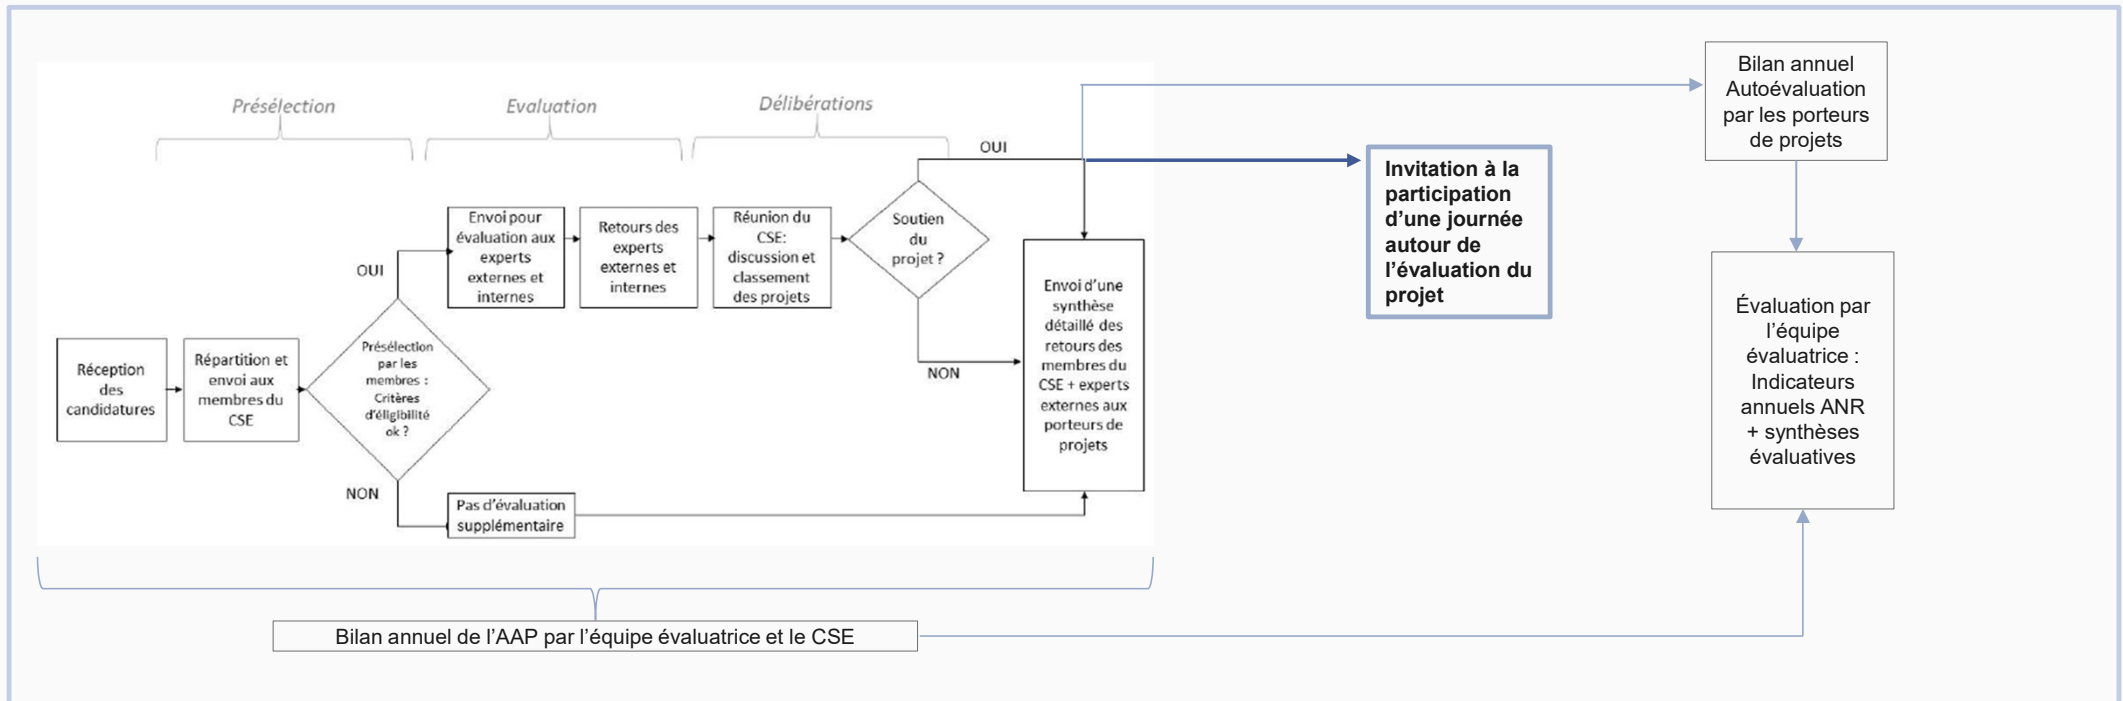 Présélection
Evaluation
Délibérations
Réception
des
candidatures
Répartition et
envoi aux
membres du
CSE
Présélection
par les
membres :
Critères
d'éligibilité
ok ?
OUI
NON
Envoi pour
évaluation aux
experts
externes et
internes
Retours des
experts
externes et
internes
Réunion du
CSE:
discussion et
classement
des projets
Soutien
du
projet ?
OUI
NON
Pas d'évaluation
supplémentaire
Envoi d'une
synthèse
détaillé des
retours des
membres du
CSE + experts
externes aux
porteurs de
projets
Invitation à la
participation
d’une journée
autour de
l’évaluation du
projet
Bilan annuel
Autoévaluation
par les porteurs
de projets
Évaluation par
l’équipe
évaluatrice :
Indicateurs
annuels ANR
+ synthèses
évaluatives
Bilan annuel de l’AAP par l’équipe évaluatrice et le CSE